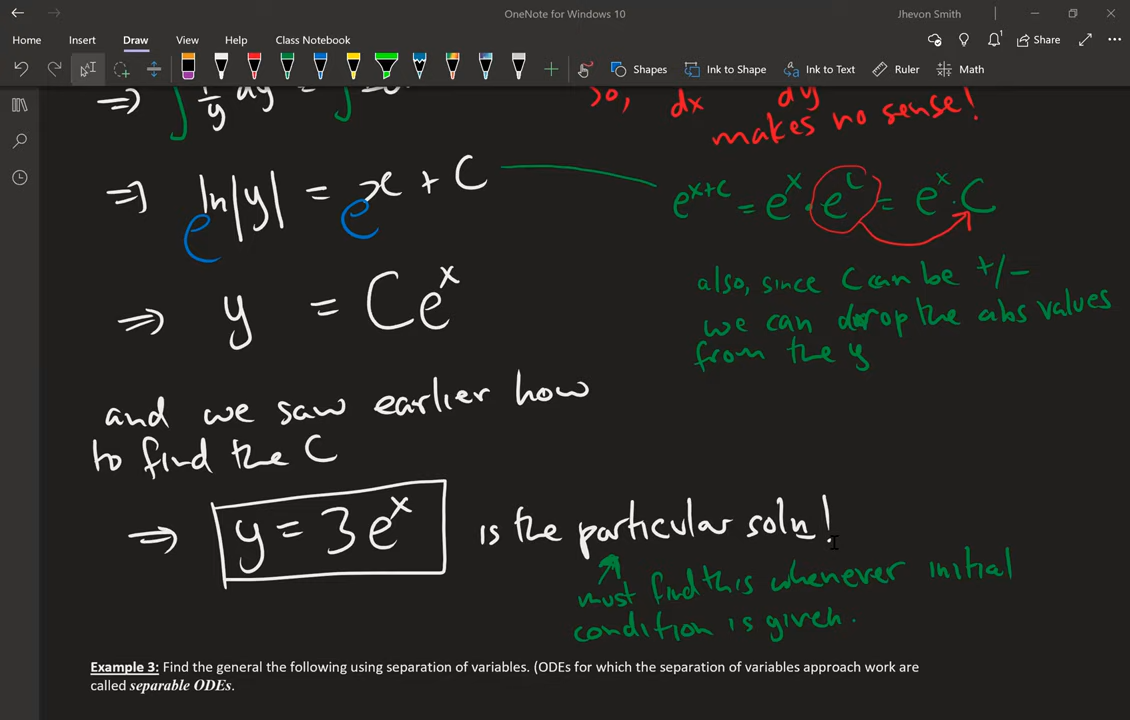 OneNote for Windows 10
Jhevon Smith
Home Insert Draw View Help Class Notebook
Share
Shapes Ink to Shape Ink to Text Ruler Math
⇒ ∫ 1/y dy = ∫
So, dx dy
makes no sense!
⇒ ln|y| = x + C
e e
e^{x+C} = e^x · e^C = e^x · C
also, since C can be +/-
we can drop the abs values
from the y
⇒ y = Ce^x
and we saw earlier how
to find the C
⇒ y = 3e^x is the particular soln!
must find this whenever initial
condition is given.
Example 3: Find the general the following using separation of variables. (ODEs for which the separation of variables approach work are
called separable ODEs.